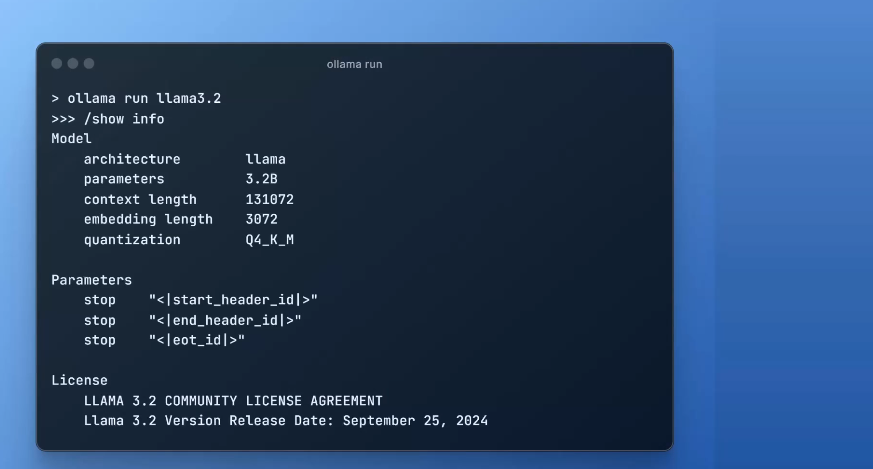 ollama run
> ollama run llama3.2
>>> /show info
Model
    architecture        llama
    parameters          3.2B
    context length      131072
    embedding length    3072
    quantization        Q4_K_M
Parameters
    stop    "<|start_header_id|>"
    stop    "<|end_header_id|>"
    stop    "<|eot_id|>"
License
    LLAMA 3.2 COMMUNITY LICENSE AGREEMENT
    Llama 3.2 Version Release Date: September 25, 2024